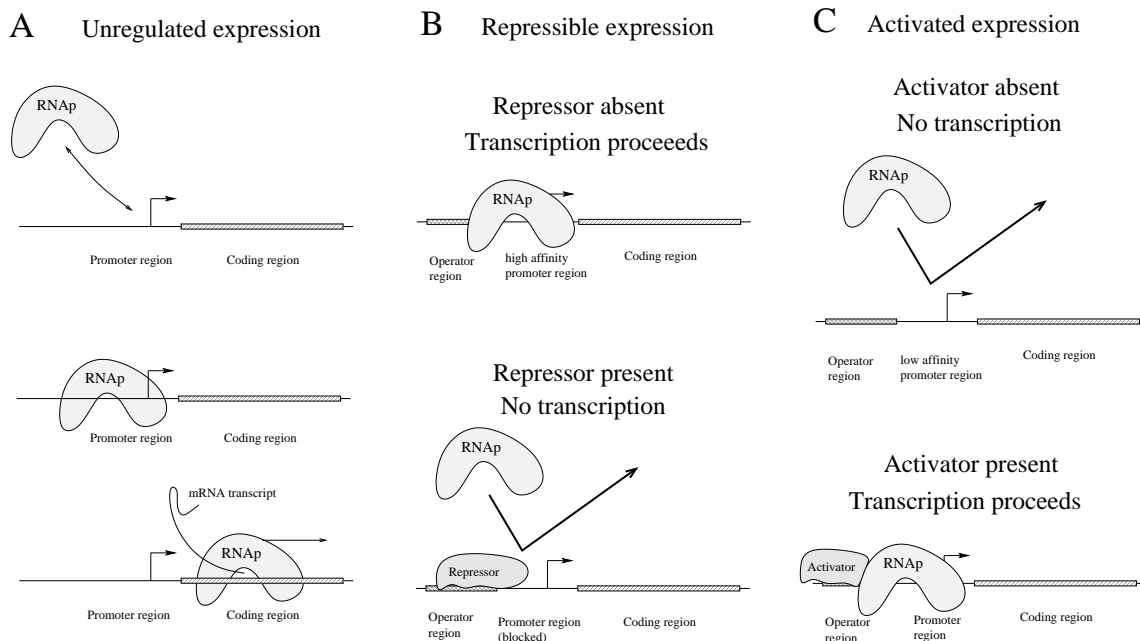 A
Unregulated expression
RNAp
Promoter region
Coding region
RNAp
Promoter region
Coding region
mRNA transcript
RNAp
Promoter region
Coding region
B
Repressible expression
Repressor absent
Transcription proceeeds
RNAp
Operator
region
high affinity
promoter region
Coding region
Repressor present
No transcription
RNAp
Repressor
Operator
region
Promoter region
(blocked)
Coding region
C
Activated expression
Activator absent
No transcription
RNAp
Operator
region
low affinity
promoter region
Coding region
Activator present
Transcription proceeds
Activator
RNAp
Operator
region
Promoter
region
Coding region